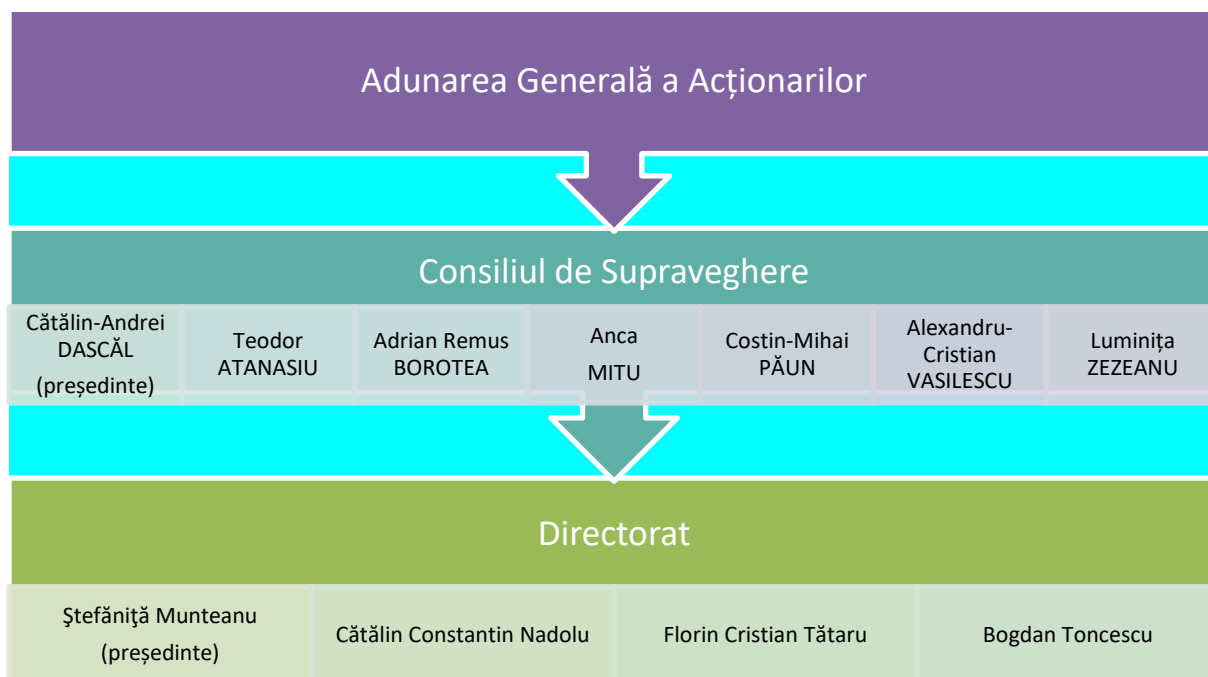 Adunarea Generală a Acționarilor
Consiliul de Supraveghere
Cătălin-Andrei
DASCĂL
(președinte)
Teodor
ATANASIU
Adrian Remus
BOROTEA
Anca
MITU
Costin-Mihai
PĂUN
Alexandru-
Cristian
VASILESCU
Luminița
ZEZEANU
Directorat
Ştefăniţă Munteanu
(președinte)
Cătălin Constantin Nadolu
Florin Cristian Tătaru
Bogdan Toncescu